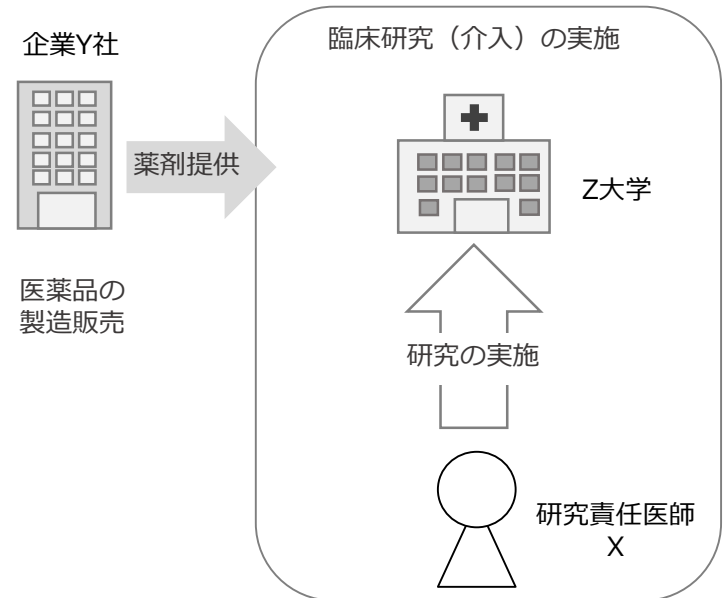 企業Y社
臨床研究（介入）の実施
薬剤提供
Z大学
医薬品の
製造販売
研究の実施
研究責任医師
X